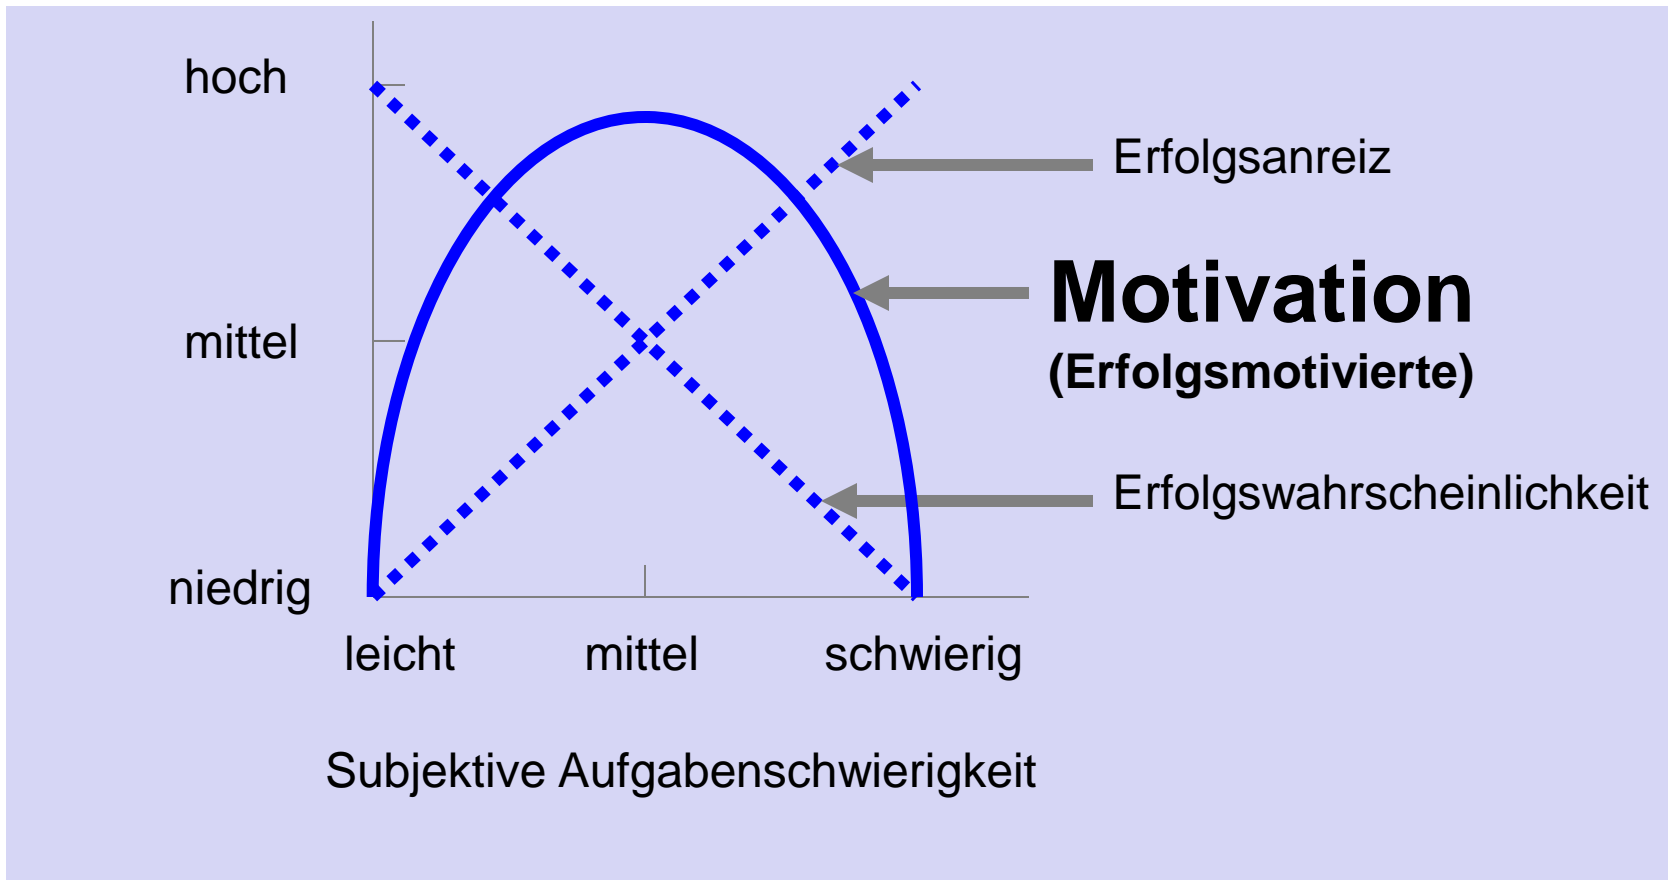 hoch
Erfolgsanreiz
Motivation
mittel
(Erfolgsmotivierte)
Erfolgswahrscheinlichkeit
niedrig
leicht mittel schwierig
Subjektive Aufgabenschwierigkeit